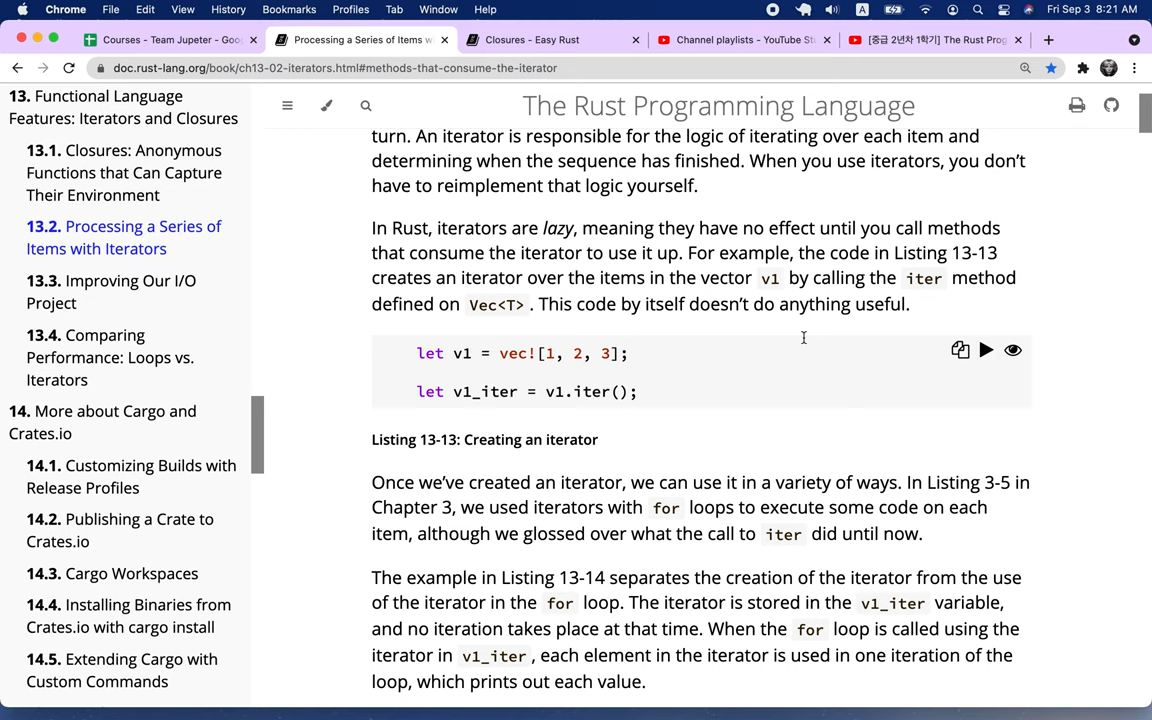 Chrome File Edit View History Bookmarks Profiles Tab Window Help A Fri Sep 3 8:21 AM
Courses - Team Jupeter - Goo
Processing a Series of Items w
Closures - Easy Rust
Channel playlists - YouTube St
[중급 2년차 1학기] The Rust Prog
doc.rust-lang.org/book/ch13-02-iterators.html#methods-that-consume-the-iterator
13. Functional Language
Features: Iterators and Closures
13.1. Closures: Anonymous
Functions that Can Capture
Their Environment
13.2. Processing a Series of
Items with Iterators
13.3. Improving Our I/O
Project
13.4. Comparing
Performance: Loops vs.
Iterators
14. More about Cargo and
Crates.io
14.1. Customizing Builds with
Release Profiles
14.2. Publishing a Crate to
Crates.io
14.3. Cargo Workspaces
14.4. Installing Binaries from
Crates.io with cargo install
14.5. Extending Cargo with
Custom Commands
The Rust Programming Language
turn. An iterator is responsible for the logic of iterating over each item and
determining when the sequence has finished. When you use iterators, you don't
have to reimplement that logic yourself.
In Rust, iterators are lazy, meaning they have no effect until you call methods
that consume the iterator to use it up. For example, the code in Listing 13-13
creates an iterator over the items in the vector v1 by calling the iter method
defined on Vec<T>. This code by itself doesn't do anything useful.
let v1 = vec![1, 2, 3];
let v1_iter = v1.iter();
Listing 13-13: Creating an iterator
Once we've created an iterator, we can use it in a variety of ways. In Listing 3-5 in
Chapter 3, we used iterators with for loops to execute some code on each
item, although we glossed over what the call to iter did until now.
The example in Listing 13-14 separates the creation of the iterator from the use
of the iterator in the for loop. The iterator is stored in the v1_iter variable,
and no iteration takes place at that time. When the for loop is called using the
iterator in v1_iter, each element in the iterator is used in one iteration of the
loop, which prints out each value.